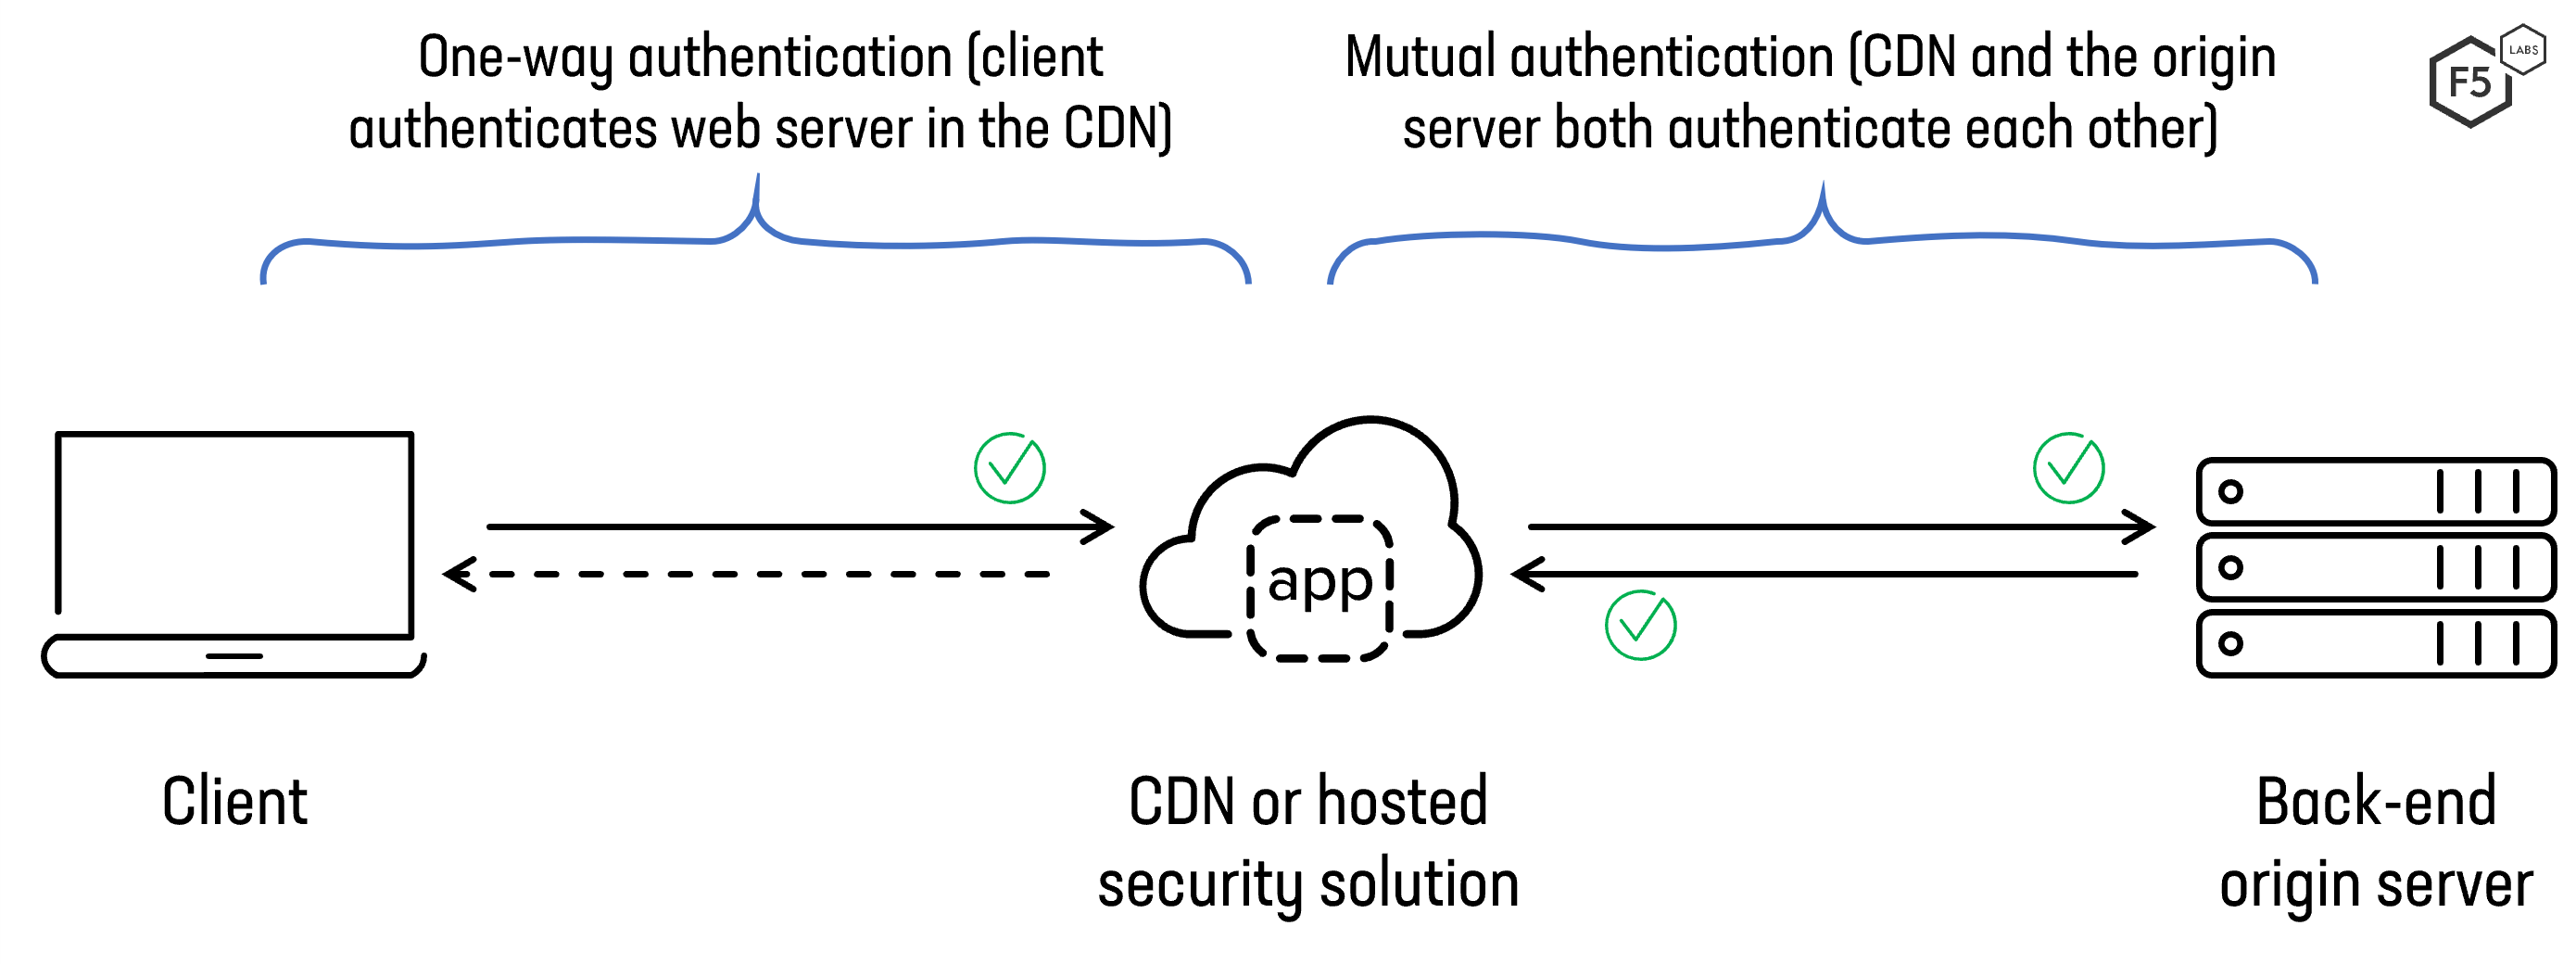 One-way authentication (client
authenticates web server in the CDN)
Mutual authentication (CDN and the origin
server both authenticate each other)
F5
LABS
app
Client
CDN or hosted
security solution
Back-end
origin server